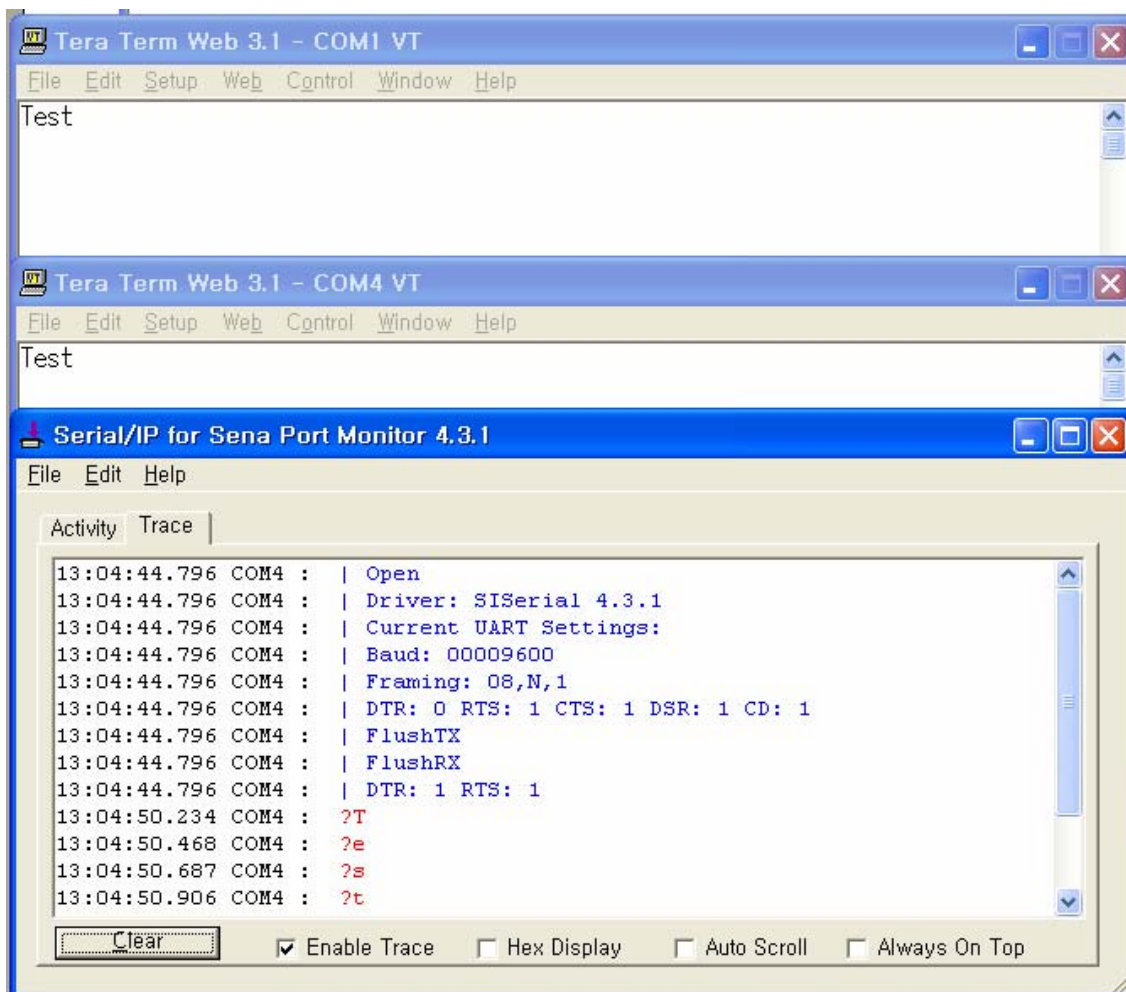 Tera Term Web 3.1 - COM1 VT
File Edit Setup Web Control Window Help
Test
Tera Term Web 3.1 - COM4 VT
File Edit Setup Web Control Window Help
Test
Serial/IP for Sena Port Monitor 4.3.1
File Edit Help
Activity Trace
13:04:44.796 COM4 : | Open
13:04:44.796 COM4 : | Driver: SISerial 4.3.1
13:04:44.796 COM4 : | Current UART Settings:
13:04:44.796 COM4 : | Baud: 00009600
13:04:44.796 COM4 : | Framing: 08,N,1
13:04:44.796 COM4 : | DTR: 0 RTS: 1 CTS: 1 DSR: 1 CD: 1
13:04:44.796 COM4 : | FlushTX
13:04:44.796 COM4 : | FlushRX
13:04:44.796 COM4 : | DTR: 1 RTS: 1
13:04:50.234 COM4 : ?T
13:04:50.468 COM4 : ?e
13:04:50.687 COM4 : ?s
13:04:50.906 COM4 : ?t
Clear Enable Trace Hex Display Auto Scroll Always On Top